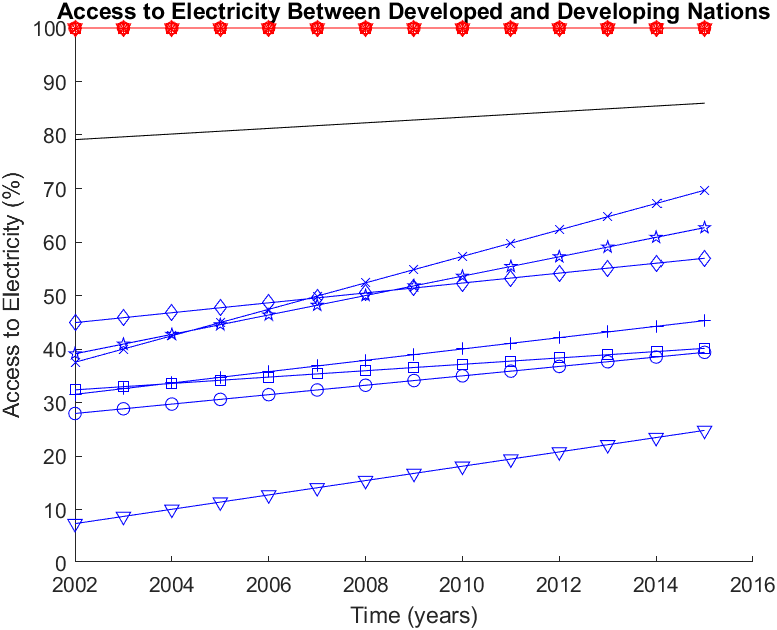 Access to Electricity Between Developed and Developing Nations
100
90
80
70
60
50
40
30
20
10
0
Access to Electricity (%)
2002 2004 2006 2008 2010 2012 2014 2016
Time (years)